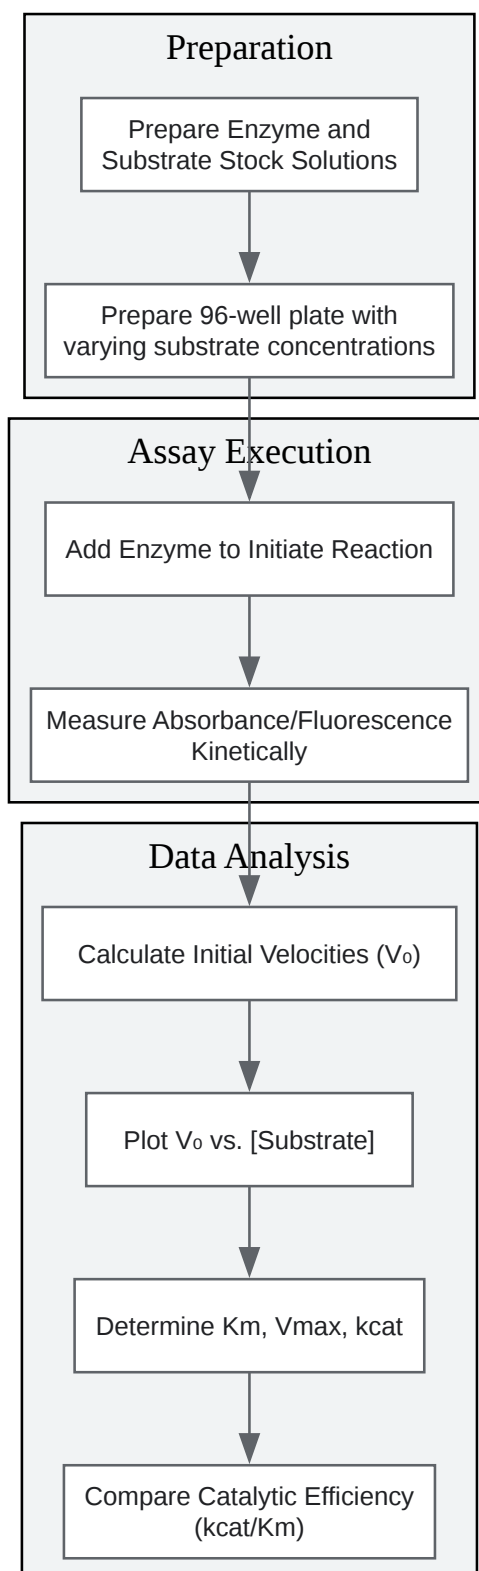 Preparation
Prepare Enzyme and
Substrate Stock Solutions
Prepare 96-well plate with
varying substrate concentrations
Assay Execution
Add Enzyme to Initiate Reaction
Measure Absorbance/Fluorescence
Kinetically
Data Analysis
Calculate Initial Velocities (V₀)
Plot V₀ vs. [Substrate]
Determine Km, Vmax, kcat
Compare Catalytic Efficiency
(kcat/Km)